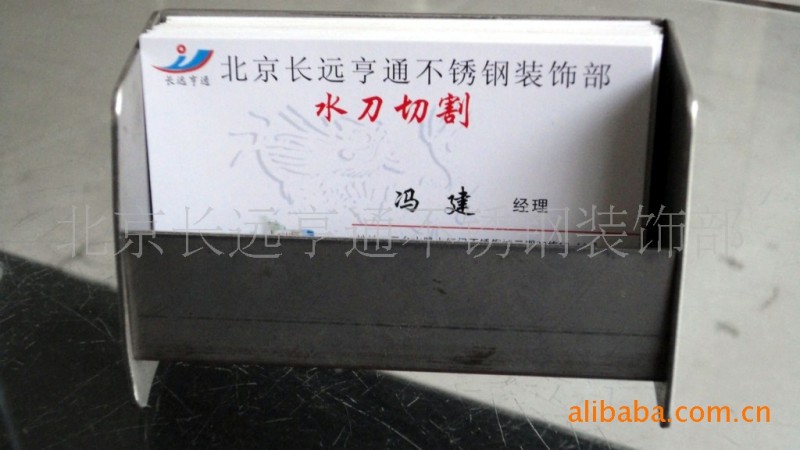 北京长远亨通不锈钢装饰部
长远亨通
水刀切割
冯建 经理
北京长远亨通不锈钢装饰部
alibaba.com.cn